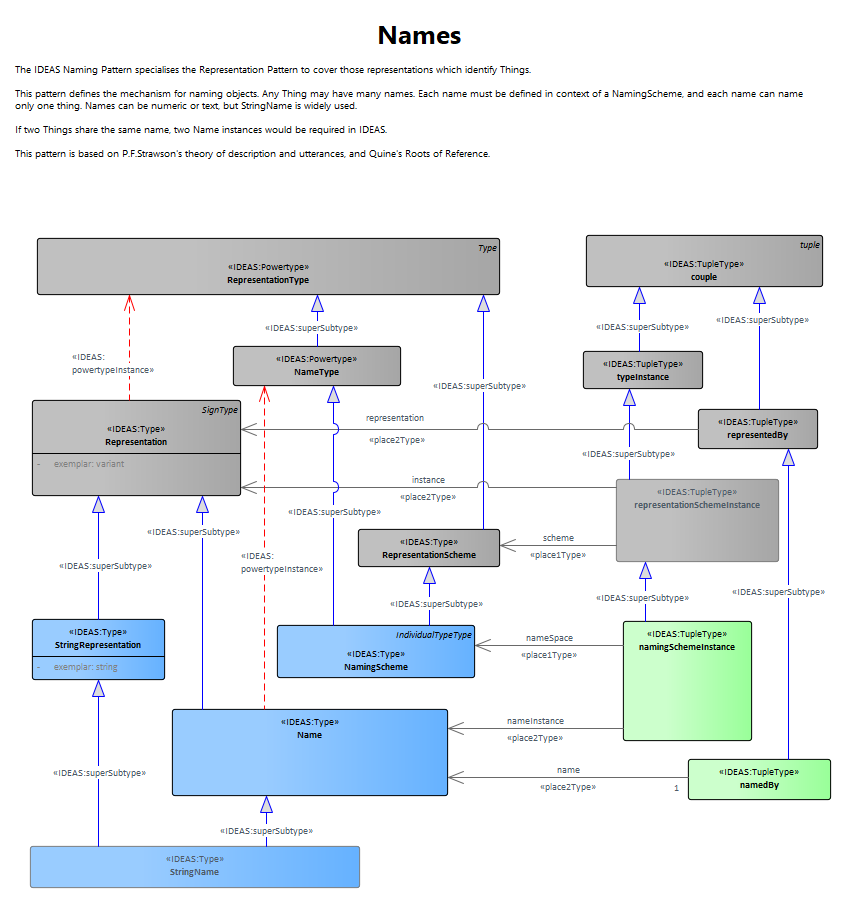 Names
The IDEAS Naming Pattern specialises the Representation Pattern to cover those representations which identify Things.
This pattern defines the mechanism for naming objects. Any Thing may have many names. Each name must be defined in context of a NamingScheme, and each name can name
only one thing. Names can be numeric or text, but StringName is widely used.
If two Things share the same name, two Name instances would be required in IDEAS.
This pattern is based on P.F.Strawson's theory of description and utterances, and Quine's Roots of Reference.
Type
«IDEAS:Powertype»
RepresentationType
tuple
«IDEAS:TupleType»
couple
«IDEAS:superSubtype»
«IDEAS:superSubtype»
«IDEAS:superSubtype»
«IDEAS:
powertypeInstance»
«IDEAS:Powertype»
NameType
«IDEAS:TupleType»
typeInstance
«IDEAS:superSubtype»
SignType
«IDEAS:Type»
Representation
- exemplar: variant
representation
«place2Type»
«IDEAS:TupleType»
representedBy
«IDEAS:superSubtype»
instance
«place2Type»
«IDEAS:TupleType»
representationSchemeInstance
«IDEAS:superSubtype»
«IDEAS:superSubtype»
«IDEAS:superSubtype»
«IDEAS:
powertypeInstance»
«IDEAS:Type»
RepresentationScheme
scheme
«place1Type»
«IDEAS:superSubtype»
«IDEAS:superSubtype»
«IDEAS:superSubtype»
«IDEAS:Type»
StringRepresentation
- exemplar: string
IndividualTypeType
«IDEAS:Type»
NamingScheme
nameSpace
«place1Type»
«IDEAS:TupleType»
namingSchemeInstance
«IDEAS:Type»
Name
nameInstance
«place2Type»
«IDEAS:superSubtype»
name
«place2Type»
1
«IDEAS:TupleType»
namedBy
«IDEAS:superSubtype»
«IDEAS:Type»
StringName